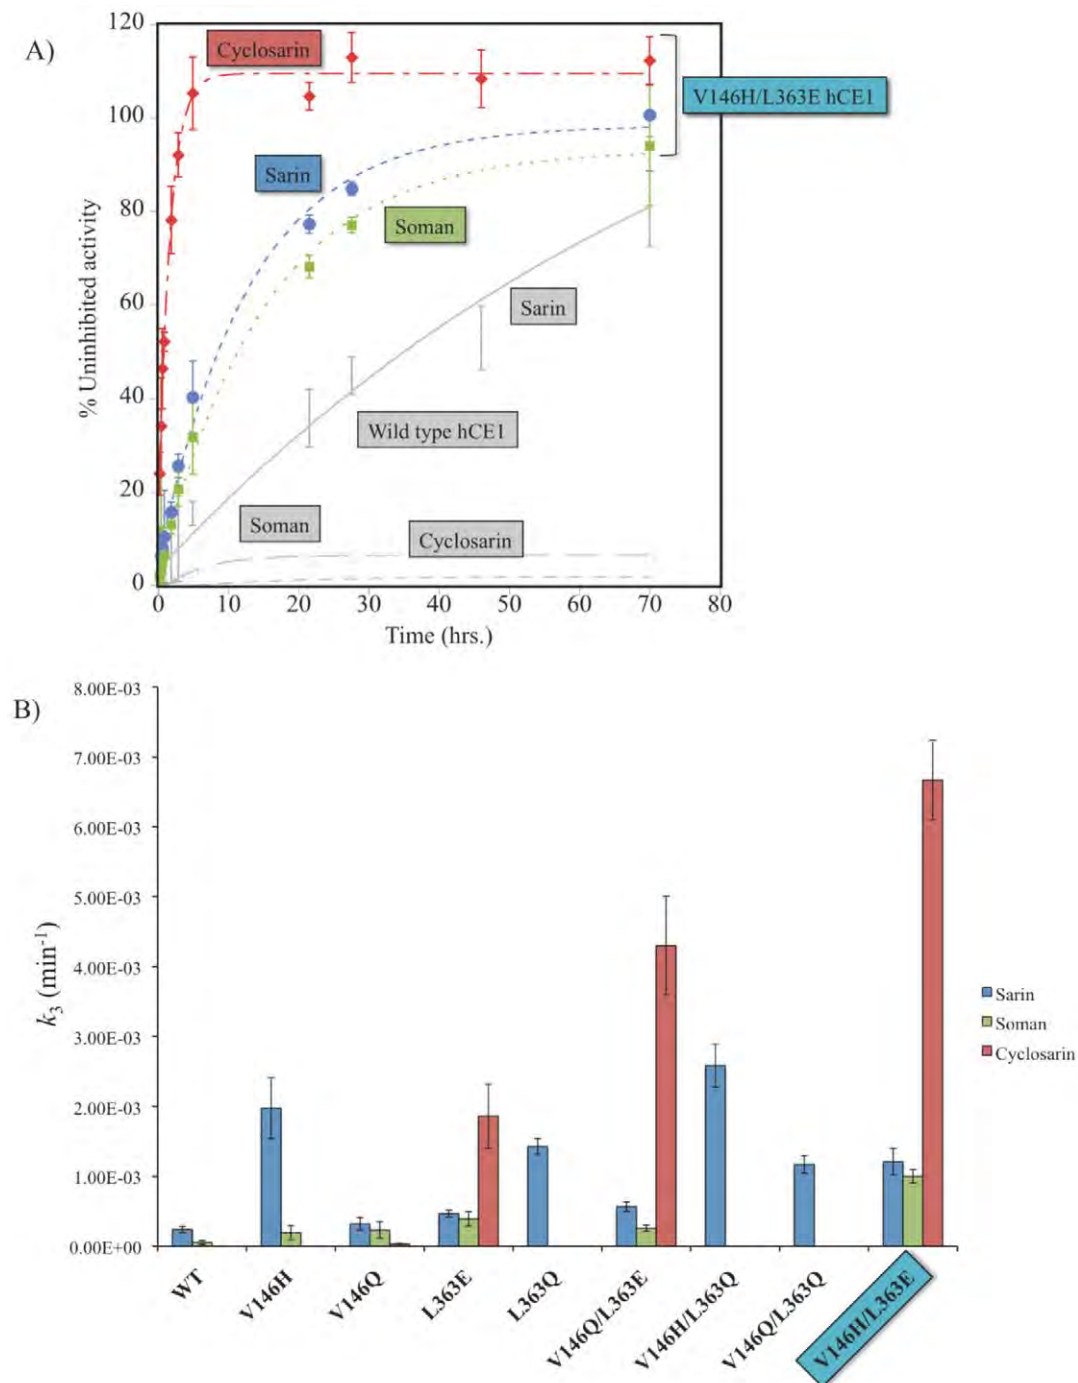 A)
120
100
80
60
40
20
0
% Uninhibited activity
Cyclosarin
V146H/L363E hCE1
Sarin
Soman
Sarin
Wild type hCE1
Soman
Cyclosarin
0 10 20 30 40 50 60 70 80
Time (hrs.)
B)
8.00E-03
7.00E-03
6.00E-03
5.00E-03
4.00E-03
3.00E-03
2.00E-03
1.00E-03
0.00E+00
k₃ (min⁻¹)
Sarin
Soman
Cyclosarin
WT
V146H
V146Q
L363E
L363Q
V146Q/L363E
V146H/L363Q
V146Q/L363Q
V146H/L363E